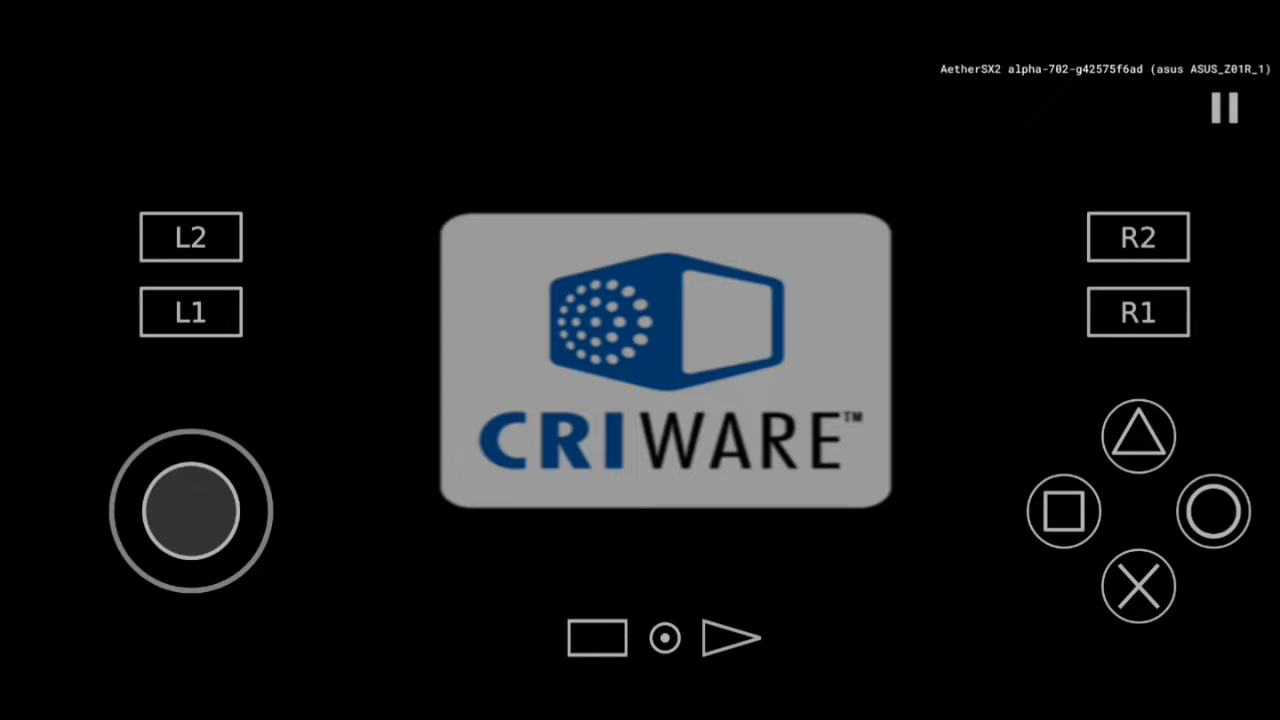 AetherSX2 alpha-702-g42575f6ad (asus ASUS_Z01R_1)
L2
R2
L1
R1
CRIWARE™